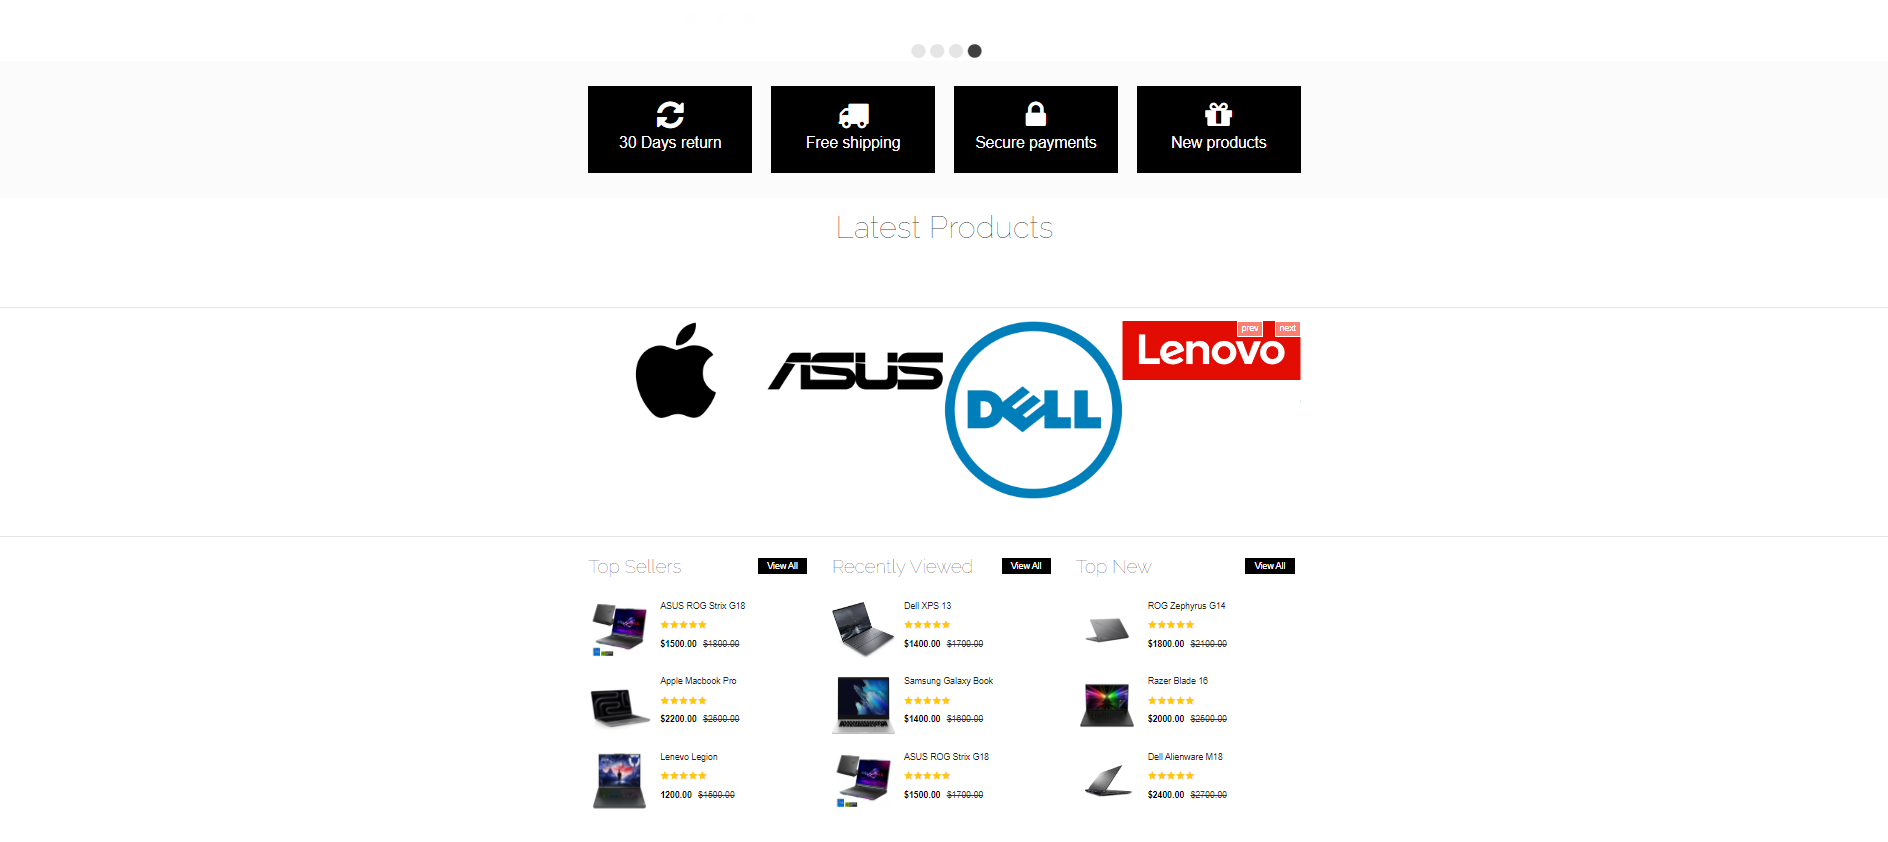 30 Days return
Free shipping
Secure payments
New products
Latest Products
ASUS
DELL
Lenovo
prev
next
Top Sellers
View All
ASUS ROG Strix G18
$1500.00 $1800.00
Apple Macbook Pro
$2200.00 $2500.00
Lenevo Legion
1200.00 $1500.00
Recently Viewed
View All
Dell XPS 13
$1400.00 $1700.00
Samsung Galaxy Book
$1400.00 $1600.00
ASUS ROG Strix G18
$1500.00 $1700.00
Top New
View All
ROG Zephyrus G14
$1800.00 $2100.00
Razer Blade 16
$2000.00 $2500.00
Dell Alienware M18
$2400.00 $2700.00